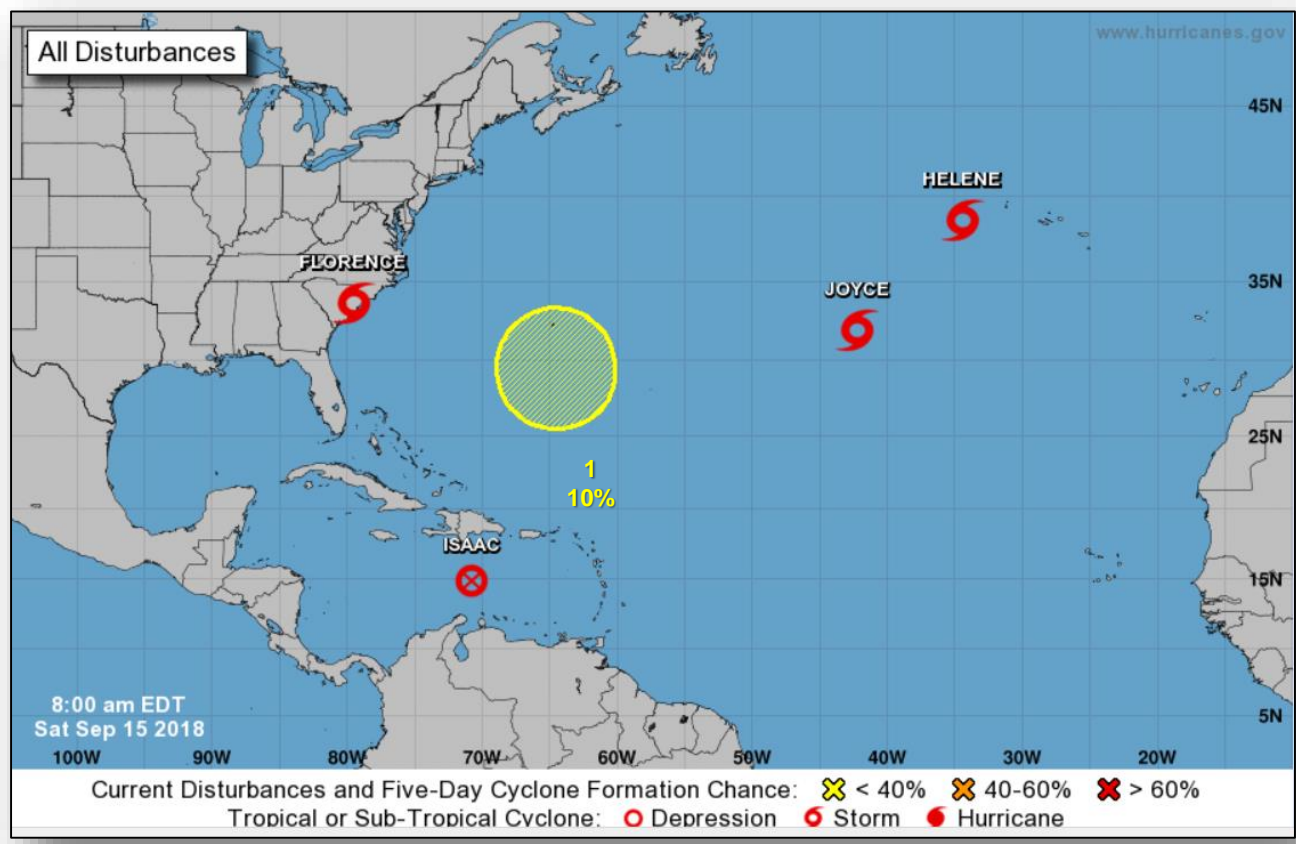 All Disturbances
www.hurricanes.gov
45N
HELENE
FLORENCE
35N
JOYCE
25N
1
10%
ISAAC
15N
8:00 am EDT
Sat Sep 15 2018
5N
100W 90W 80W 70W 60W 50W 40W 30W 20W
Current Disturbances and Five-Day Cyclone Formation Chance: < 40% 40-60% > 60%
Tropical or Sub-Tropical Cyclone: Depression Storm Hurricane